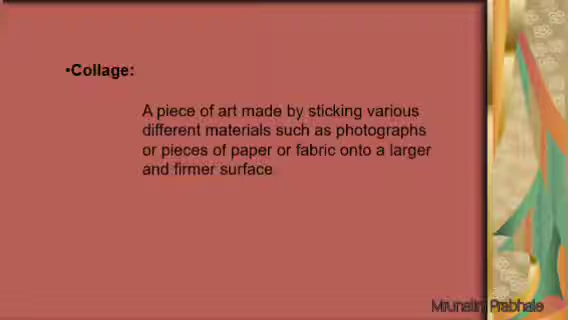 •Collage:
A piece of art made by sticking various
different materials such as photographs
or pieces of paper or fabric onto a larger
and firmer surface.
Mrunalini Prabhale